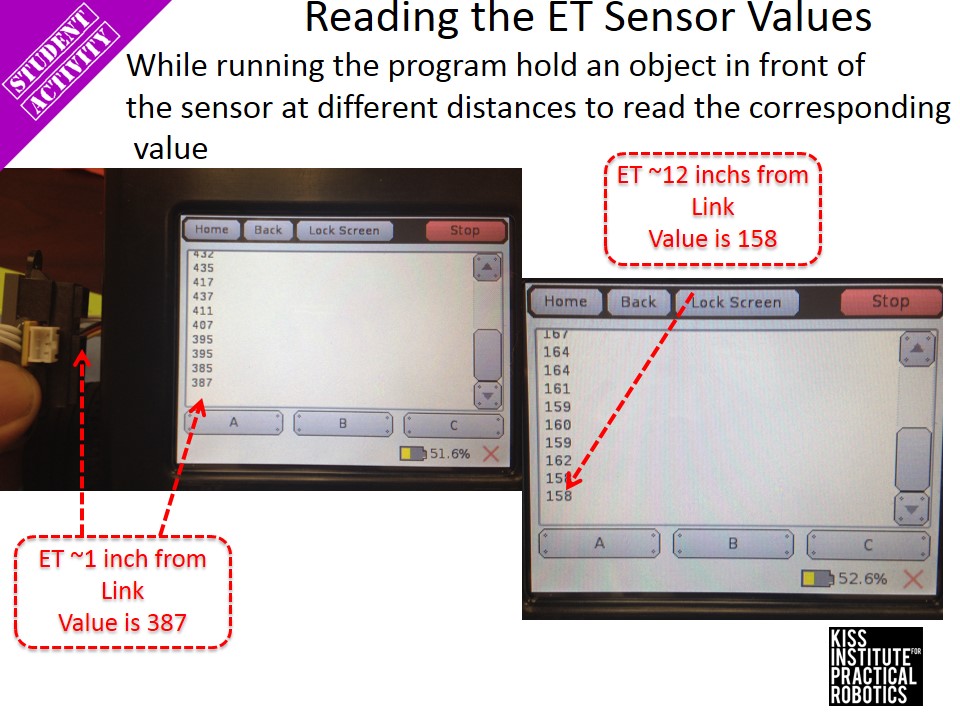 STUDENT
ACTIVITY
Reading the ET Sensor Values
While running the program hold an object in front of
the sensor at different distances to read the corresponding
value
ET ~12 inchs from
Link
Value is 158
Home Back Lock Screen Stop
432
435
417
437
411
407
395
395
385
387
A B C
51.6%
Home Back Lock Screen Stop
167
164
164
161
159
160
159
162
158
158
A B C
52.6%
ET ~1 inch from
Link
Value is 387
KISS
INSTITUTE FOR
PRACTICAL
ROBOTICS